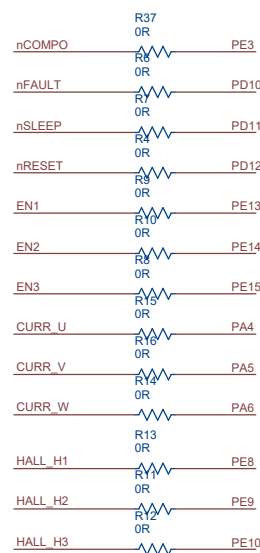 R37
0R
nCOMPO PE3
R6
0R
nFAULT PD10
R7
0R
nSLEEP PD11
R4
0R
nRESET PD12
R9
0R
EN1 PE13
R10
0R
EN2 PE14
R8
0R
EN3 PE15
R15
0R
CURR_U PA4
R16
0R
CURR_V PA5
R14
0R
CURR_W PA6
R13
0R
HALL_H1 PE8
R11
0R
HALL_H2 PE9
R12
0R
HALL_H3 PE10